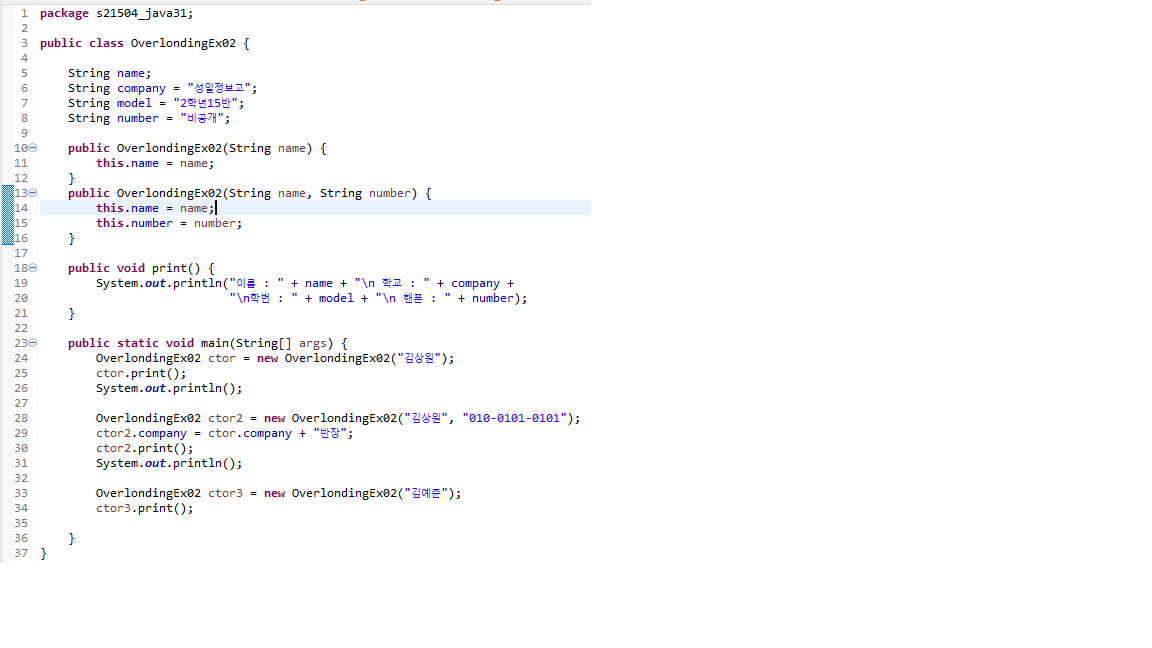 1 package s21504_java31;
2
3 public class OverlondingEx02 {
4
5 String name;
6 String company = "성일정보고";
7 String model = "2학년15반";
8 String number = "비공개";
9
10 public OverlondingEx02(String name) {
11 this.name = name;
12 }
13 public OverlondingEx02(String name, String number) {
14 this.name = name;
15 this.number = number;
16 }
17
18 public void print() {
19 System.out.println("이름 : " + name + "\n 학교 : " + company +
20 "\n학번 : " + model + "\n 핸폰 : " + number);
21 }
22
23 public static void main(String[] args) {
24 OverlondingEx02 ctor = new OverlondingEx02("김상원");
25 ctor.print();
26 System.out.println();
27
28 OverlondingEx02 ctor2 = new OverlondingEx02("김상원", "010-0101-0101");
29 ctor2.company = ctor.company + "반장";
30 ctor2.print();
31 System.out.println();
32
33 OverlondingEx02 ctor3 = new OverlondingEx02("김예준");
34 ctor3.print();
35
36 }
37 }